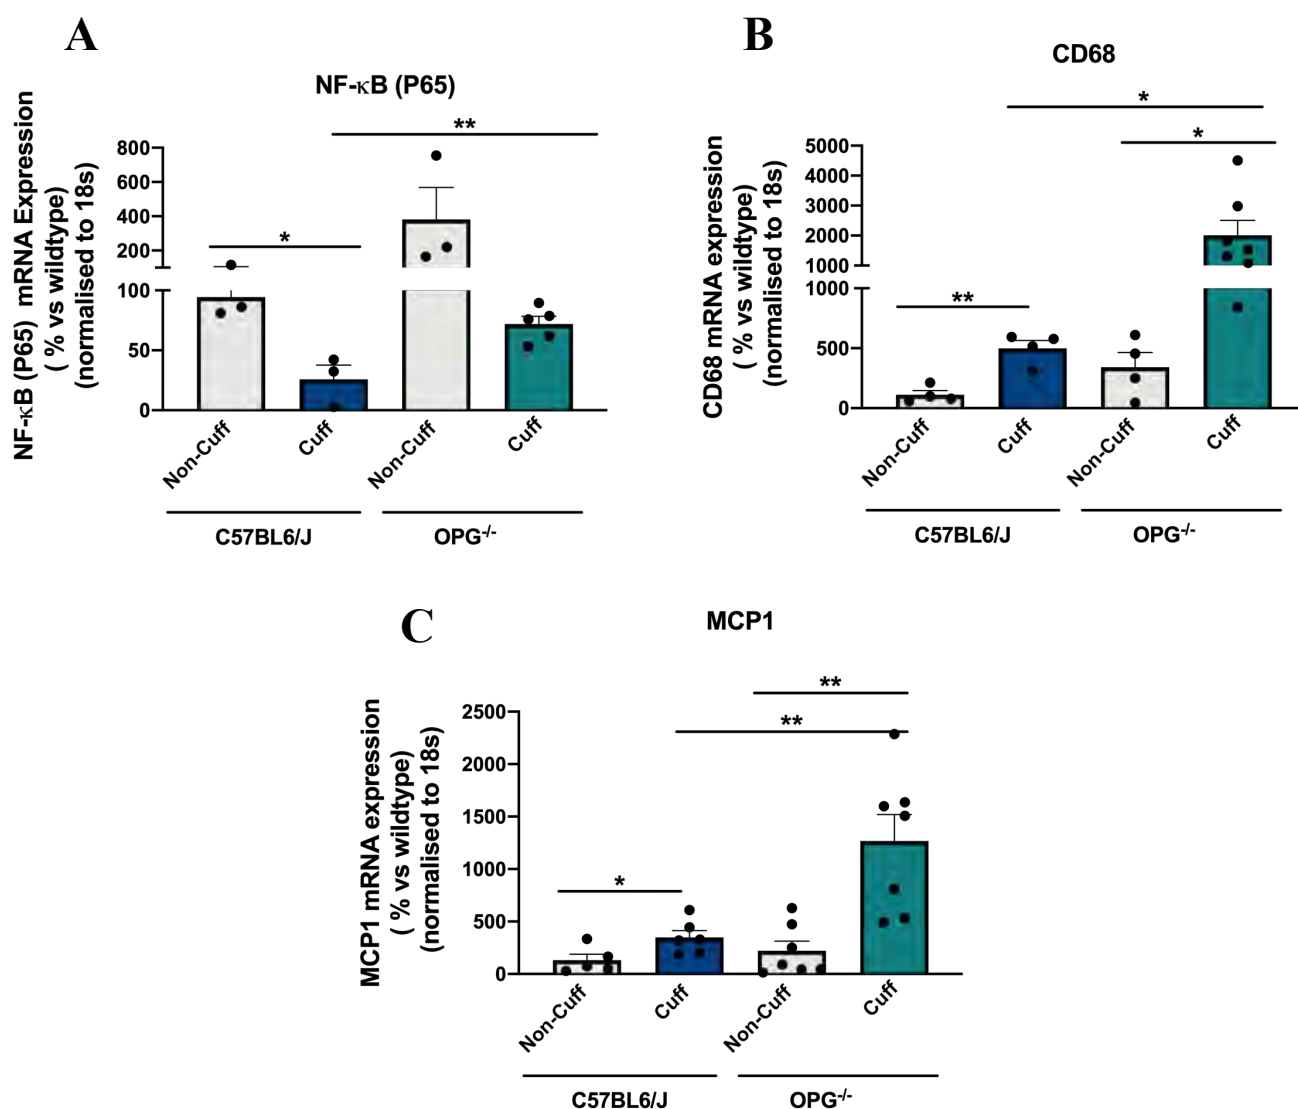 A
NF-κB (P65)
NF-κB (P65)  mRNA Expression
( % vs wildtype)
(normalised to 18s)
**
*
800
600
400
200
100
50
0
Non-Cuff
Cuff
Non-Cuff
Cuff
C57BL6/J
OPG-/-
B
CD68
CD68 mRNA expression
( % vs wildtype)
(normalised to 18s)
*
*
**
5000
4000
3000
2000
1000
1000
500
0
Non-Cuff
Cuff
Non-Cuff
Cuff
C57BL6/J
OPG-/-
C
MCP1
MCP1 mRNA expression
( % vs wildtype)
(normalised to 18s)
**
**
*
2500
2000
1500
1000
500
0
Non-Cuff
Cuff
Non-Cuff
Cuff
C57BL6/J
OPG-/-